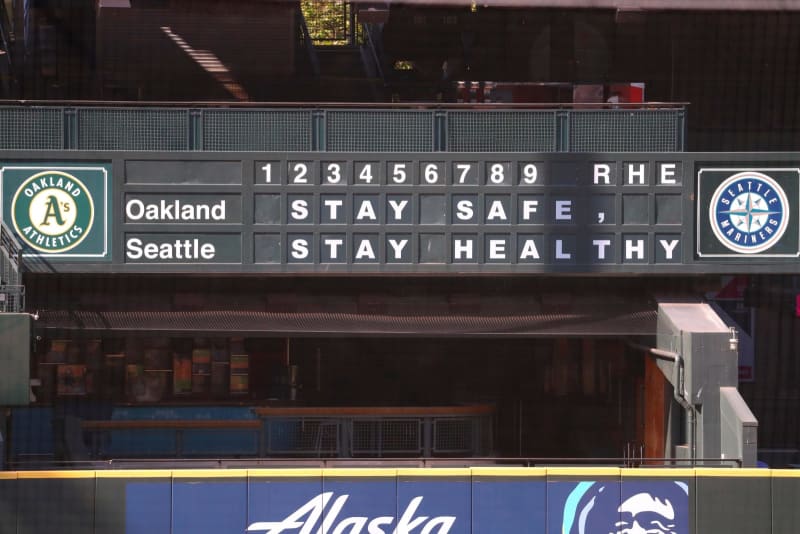 1 2 3 4 5 6 7 8 9 R H E
Oakland STAY SAFE,
Seattle STAY HEALTHY
OAKLAND
A's
ATHLETICS
SEATTLE
MARINERS
Alaska